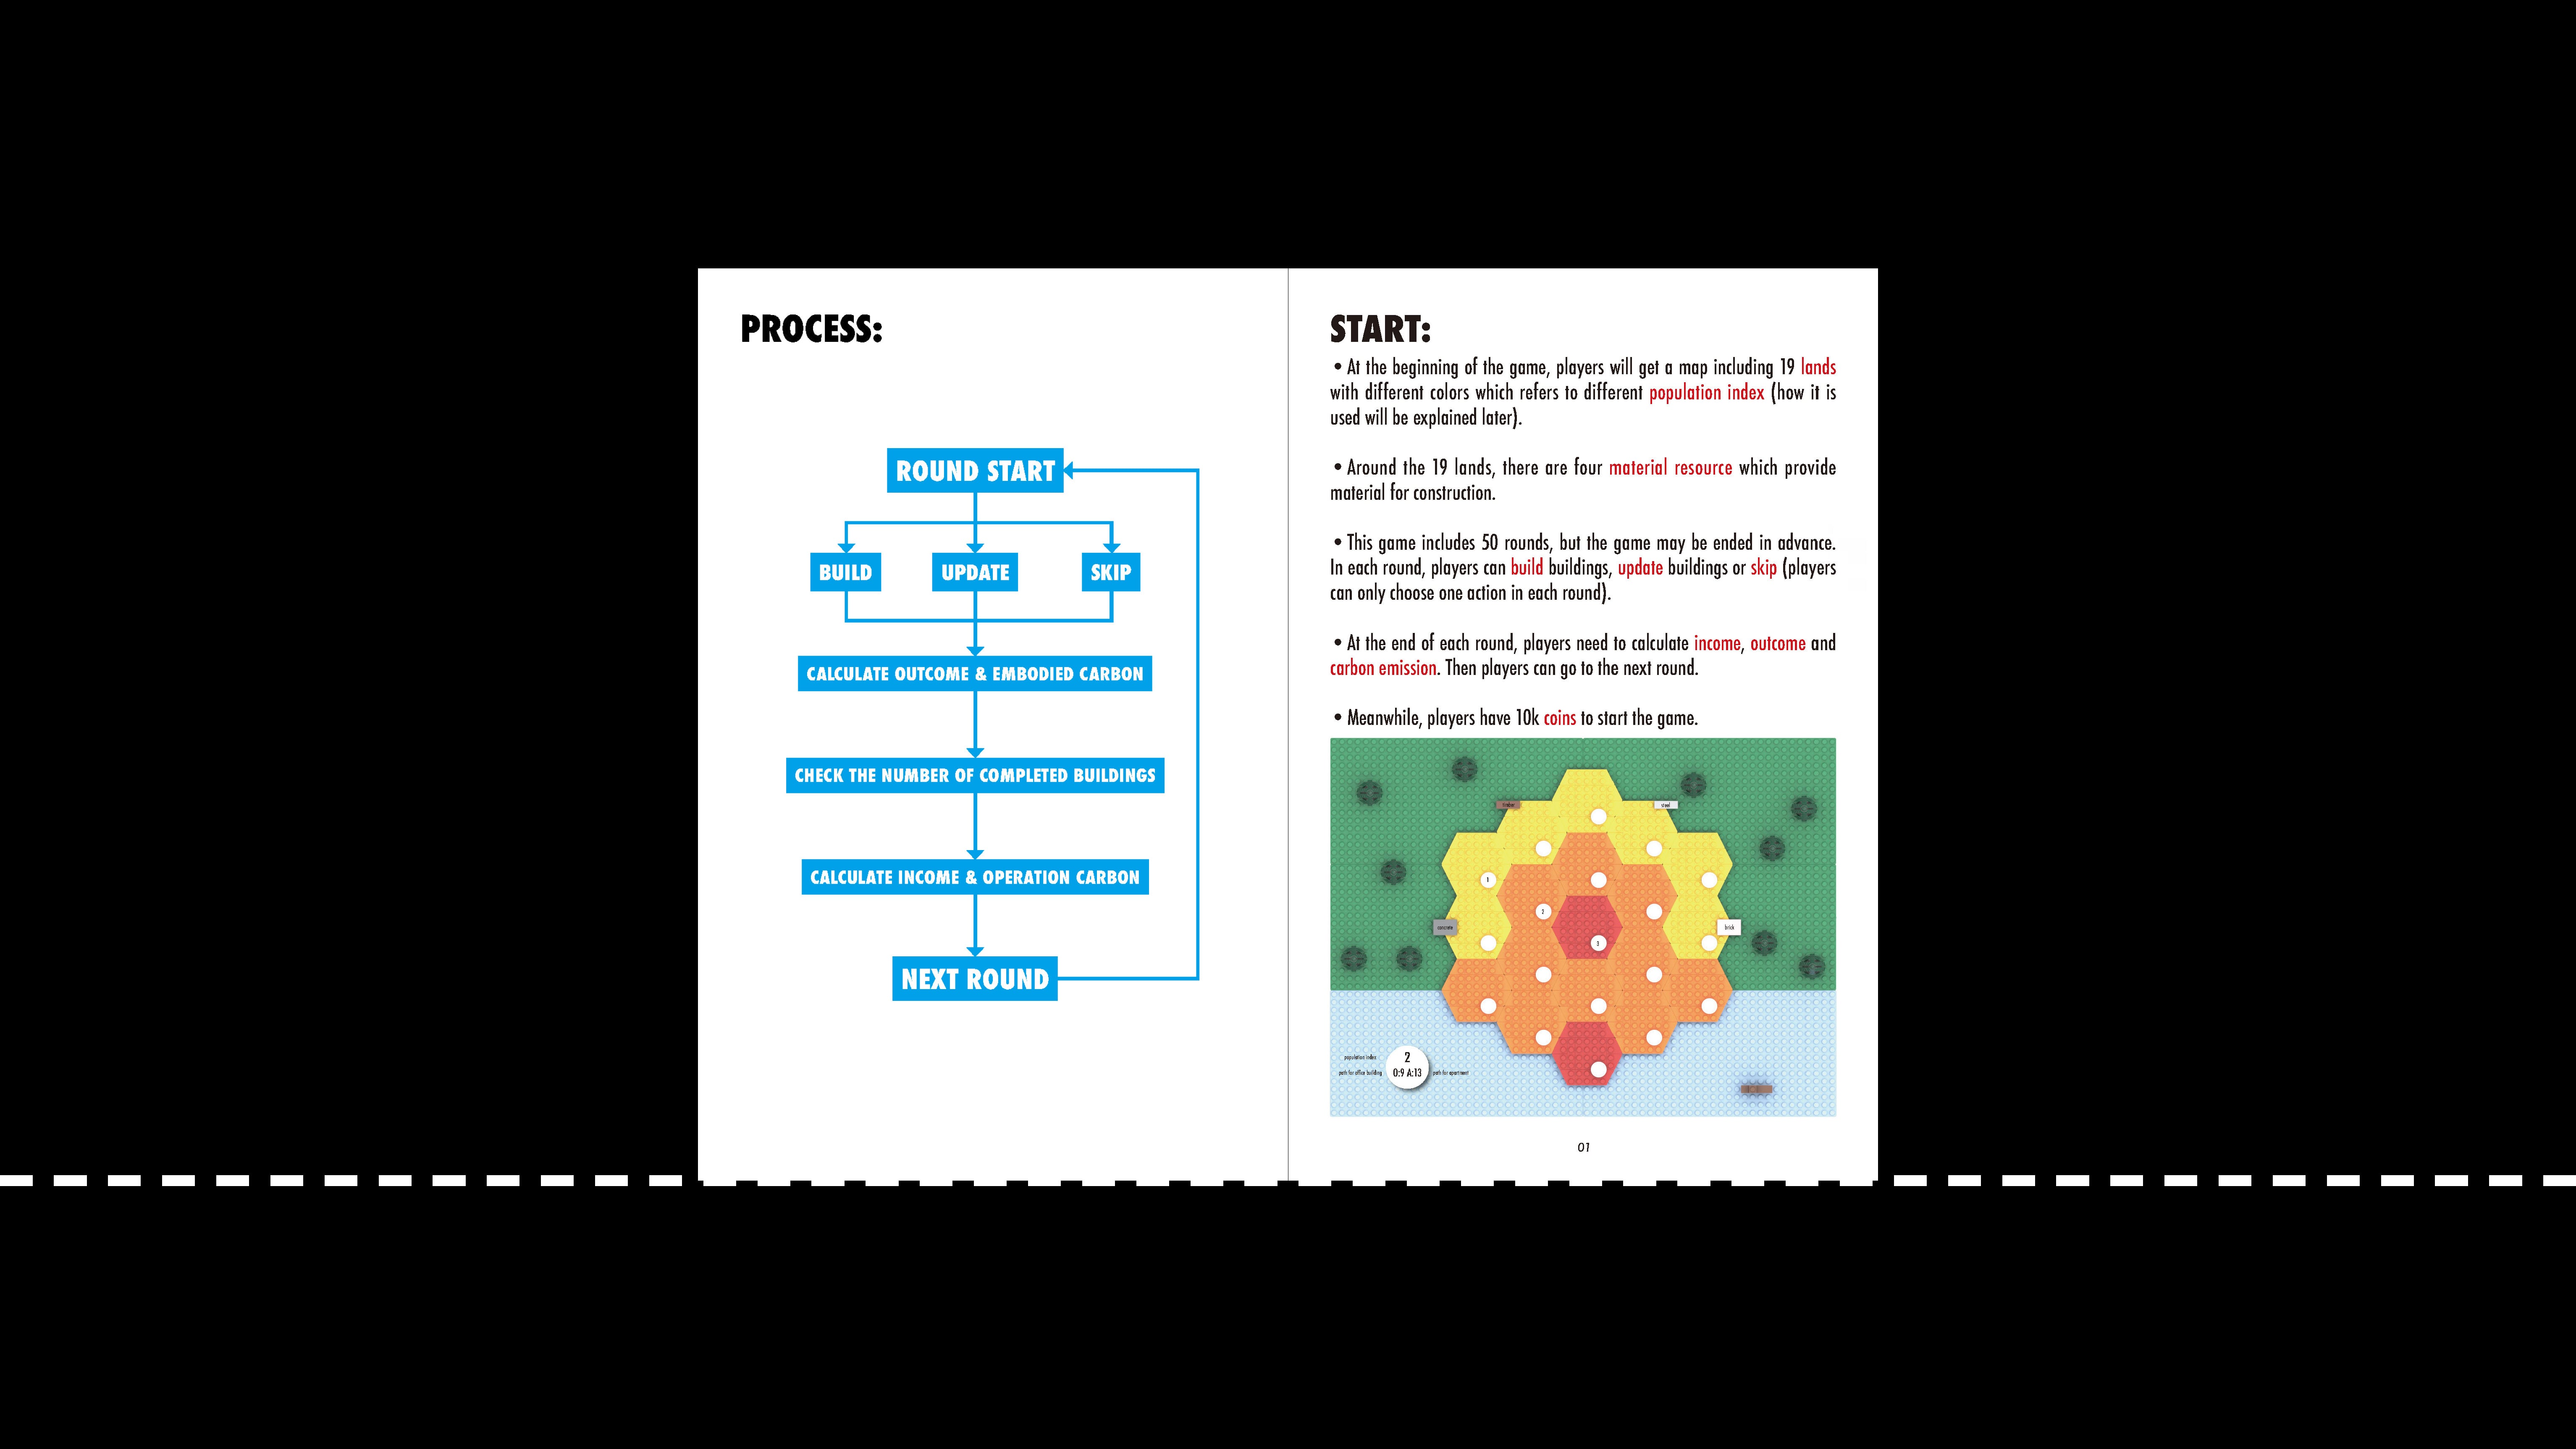 PROCESS:
ROUND START
BUILD
UPDATE
SKIP
CALCULATE OUTCOME & EMBODIED CARBON
CHECK THE NUMBER OF COMPLETED BUILDINGS
CALCULATE INCOME & OPERATION CARBON
NEXT ROUND
START:
• At the beginning of the game, players will get a map including 19 lands
with different colors which refers to different population index (how it is
used will be explained later).
• Around the 19 lands, there are four material resource which provide
material for construction.
• This game includes 50 rounds, but the game may be ended in advance.
In each round, players can build buildings, update buildings or skip (players
can only choose one action in each round).
• At the end of each round, players need to calculate income, outcome and
carbon emission. Then players can go to the next round.
• Meanwhile, players have 10k coins to start the game.
timber
steel
1
2
concrete
brick
3
population index
2
path for office building
O:9 A:13
path for apartment
01